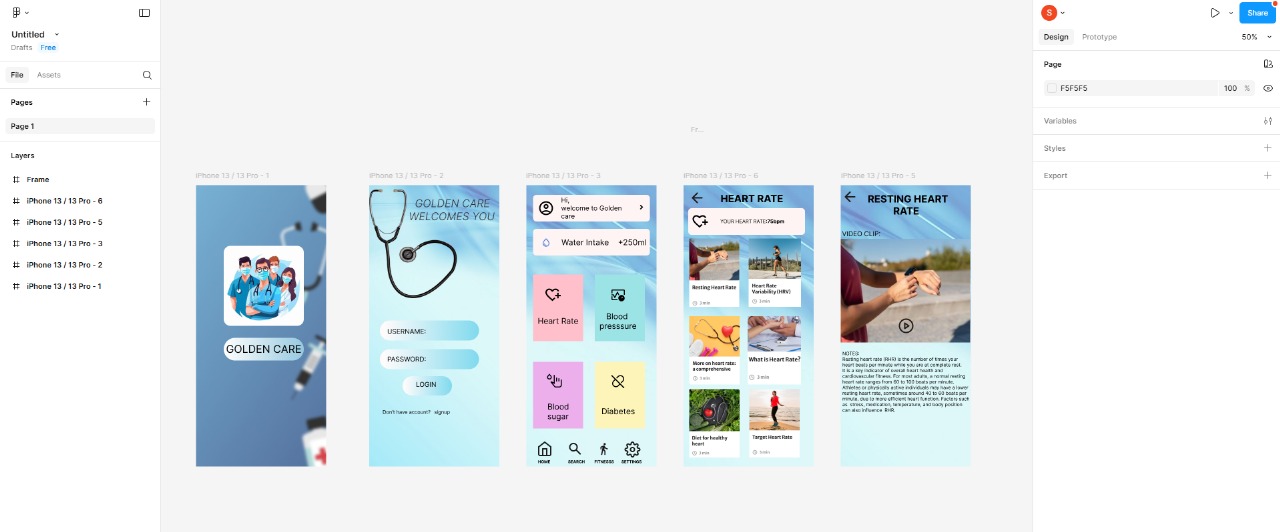 Untitled
Drafts Free
File Assets
Pages
Page 1
Layers
Frame
iPhone 13 / 13 Pro - 6
iPhone 13 / 13 Pro - 5
iPhone 13 / 13 Pro - 3
iPhone 13 / 13 Pro - 2
iPhone 13 / 13 Pro - 1
Fr...
iPhone 13 / 13 Pro - 1
GOLDEN CARE
iPhone 13 / 13 Pro - 2
GOLDEN CARE
WELCOMES YOU
USERNAME:
PASSWORD:
LOGIN
Don't have account? signup
iPhone 13 / 13 Pro - 3
Hi,
welcome to Golden
care
Water Intake +250ml
Heart Rate
Blood
presssure
Blood
sugar
Diabetes
HOME SEARCH FITNESS SETTINGS
iPhone 13 / 13 Pro - 6
HEART RATE
YOUR HEART RATE:75bpm
Resting Heart Rate
3 min
Heart Rate
Variability (HRV)
3 min
More on heart rate:
a comprehensive
3 min
What is Heart Rate?
3 min
Diet for healthy
heart
3 min
Target Heart Rate
3 min
iPhone 13 / 13 Pro - 5
RESTING HEART
RATE
VIDEO CLIP:
NOTES:
Resting heart rate (RHR) is the number of times your
heart beats per minute while you are at complete rest.
It is a key indicator of overall heart health and
cardiovascular fitness. For most adults, a normal resting
heart rate ranges from 60 to 100 beats per minute.
Athletes or physically active individuals may have a lower
resting heart rate, sometimes around 40 to 60 beats per
minute, due to more efficient heart function. Factors such
as stress, medication, temperature, and body position
can also influence RHR.
S
Share
Design Prototype 50%
Page
F5F5F5 100 %
Variables
Styles
Export